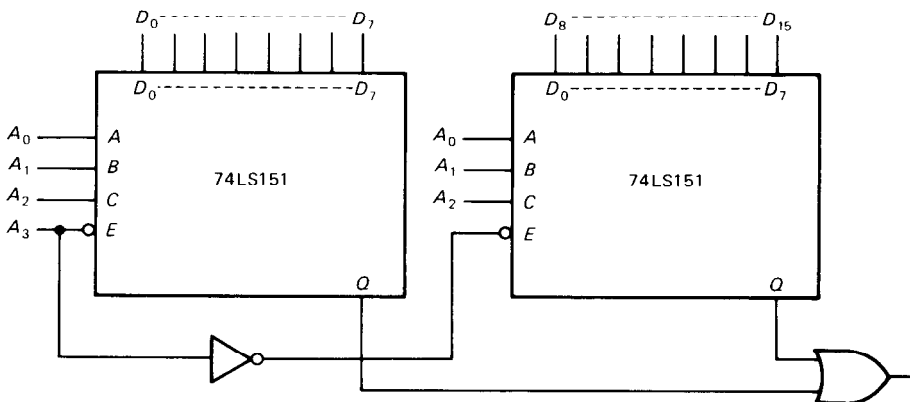 D0 D7
D8 D15
D0 D7
D0 D7
A0 A
A1 B
A2 C
A3 E
74LS151
Q
A0 A
A1 B
A2 C
E
74LS151
Q